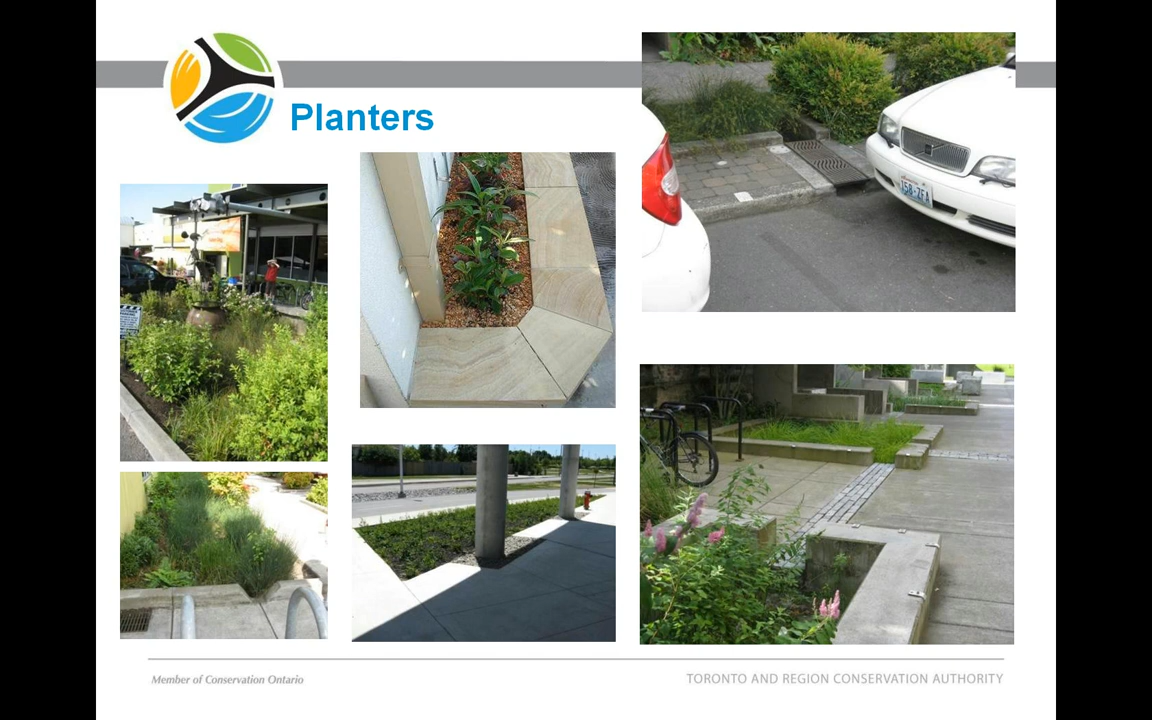 Planters
Member of Conservation Ontario
TORONTO AND REGION CONSERVATION AUTHORITY